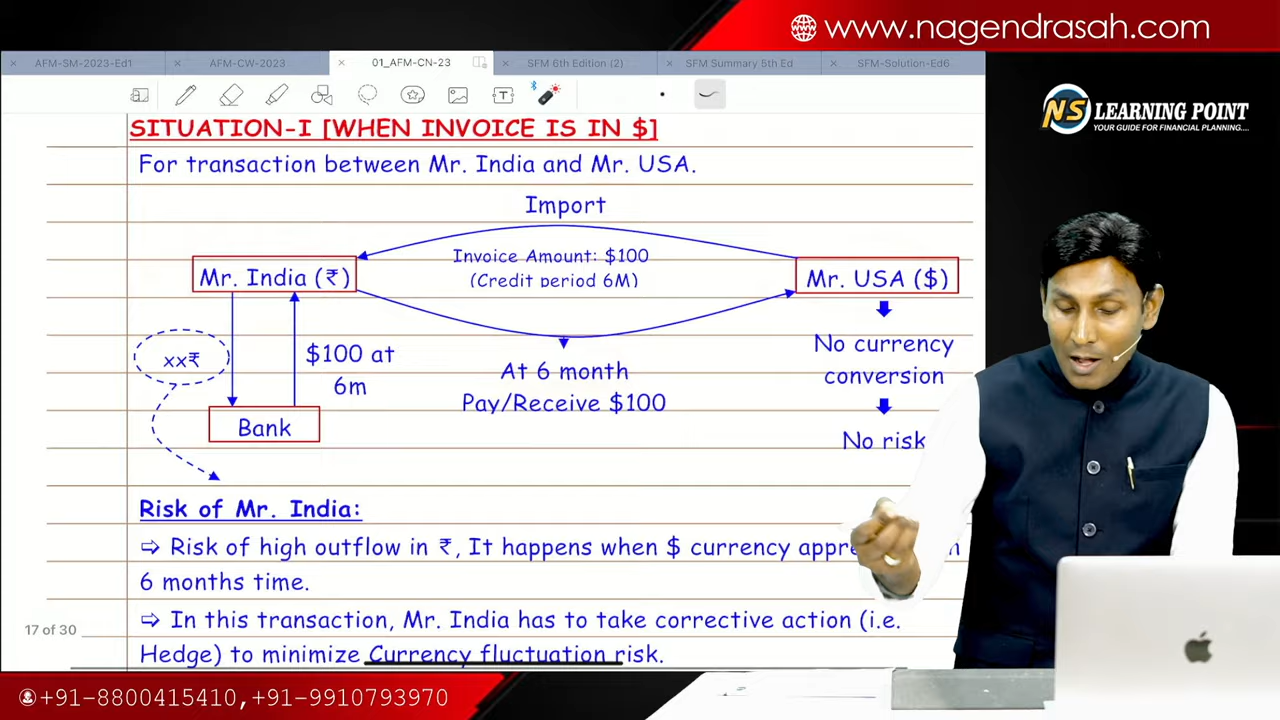 www.nagendrasah.com
AFM-SM-2023-Ed1
AFM-CW-2023
01_AFM-CN-23
SFM 6th Edition (2)
SFM Summary 5th Ed
SFM-Solution-Ed6
NS LEARNING POINT
YOUR GUIDE FOR FINANCIAL PLANNING....
SITUATION-I [WHEN INVOICE IS IN $]
For transaction between Mr. India and Mr. USA.
Import
Invoice Amount: $100
(Credit period 6M)
Mr. India (₹)
Mr. USA ($)
xx₹
$100 at
6m
At 6 month
Pay/Receive $100
No currency
conversion
Bank
No risk
Risk of Mr. India:
⇨ Risk of high outflow in ₹, It happens when $ currency
6 months time.
⇨ In this transaction, Mr. India has to take corrective action (i.e.
17 of 30
Hedge) to minimize Currency fluctuation risk.
+91-8800415410,+91-9910793970